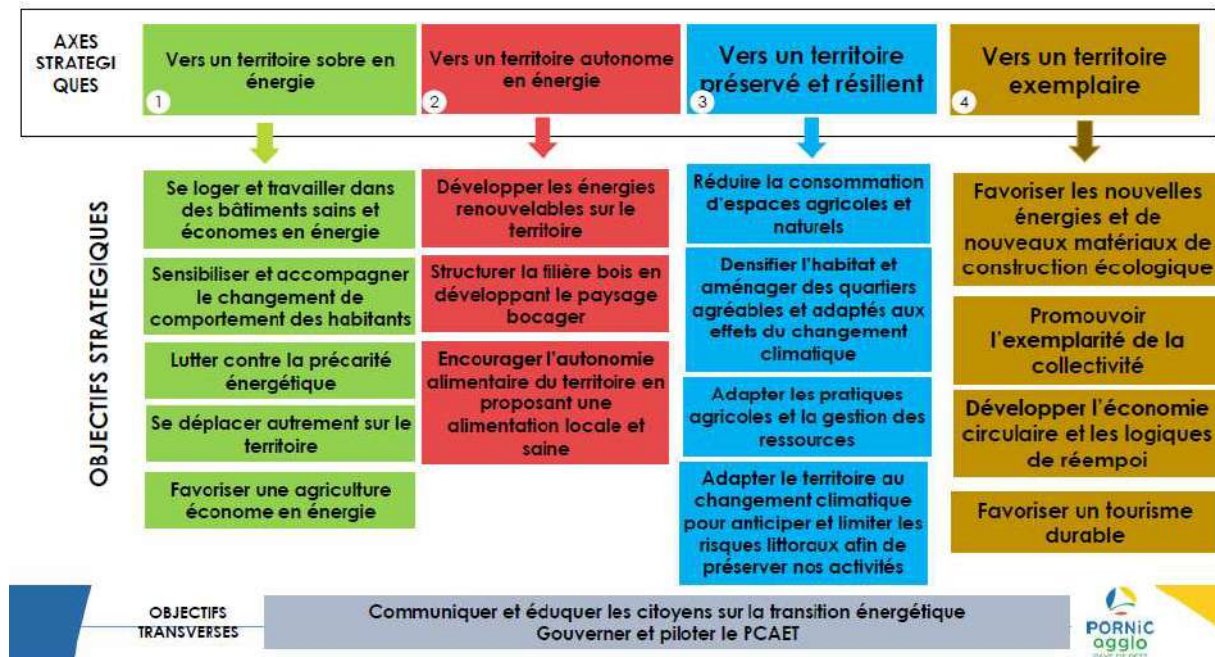 AXES
STRATEGI
QUES
Vers un territoire sobre en
énergie
1
Vers un territoire autonome
en énergie
2
Vers un territoire
préservé et résilient
3
Vers un territoire
exemplaire
4
OBJECTIFS STRATEGIQUES
Se loger et travailler dans
des bâtiments sains et
économes en énergie
Sensibiliser et accompagner
le changement de
comportement des habitants
Lutter contre la précarité
énergétique
Se déplacer autrement sur le
territoire
Favoriser une agriculture
économe en énergie
Développer les énergies
renouvelables sur le
territoire
Structurer la filière bois en
développant le paysage
bocager
Encourager l'autonomie
alimentaire du territoire en
proposant une
alimentation locale et
saine
Réduire la consommation
d'espaces agricoles et
naturels
Densifier l'habitat et
aménager des quartiers
agréables et adaptés aux
effets du changement
climatique
Adapter les pratiques
agricoles et la gestion des
ressources
Adapter le territoire au
changement climatique
pour anticiper et limiter les
risques littoraux afin de
préserver nos activités
Favoriser les nouvelles
énergies et de
nouveaux matériaux de
construction écologique
Promouvoir
l'exemplarité de la
collectivité
Développer l'économie
circulaire et les logiques
de réemploi
Favoriser un tourisme
durable
OBJECTIFS
TRANSVERSES
Communiquer et éduquer les citoyens sur la transition énergétique
Gouverner et piloter le PCAET
PORNIC
agglo